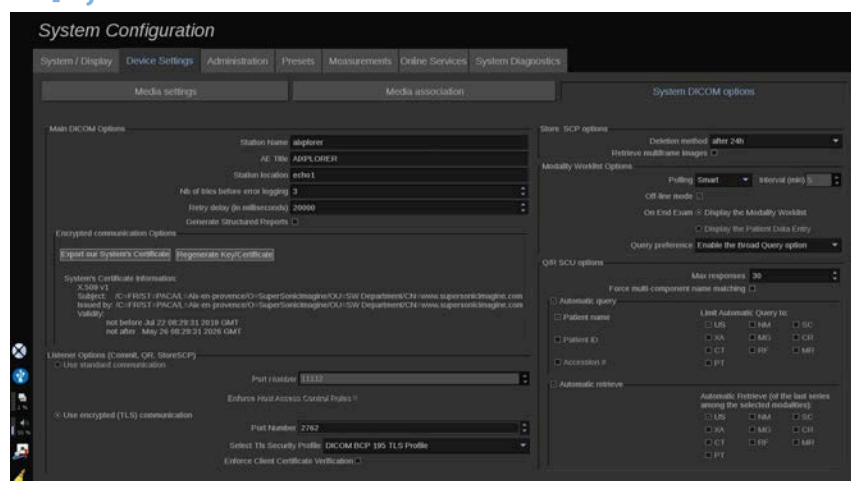 System Configuration
System / Display
Device Settings
Administration
Presets
Measurements
Online Services
System Diagnostics
Media settings
Media association
System DICOM options
Main DICOM Options
Station Name aixplorer
AE Title AIXPLORER
Station location echo1
Nb of tries before error logging 3
Retry delay (in milliseconds) 20000
Generate Structured Reports
Encrypted communication Options
Export our System's Certificate
Regenerate Key/Certificate
System's Certificate Information:
X.509 v1
Subject: /C=FR/ST=PACA/L=Aix-en-provence/O=SuperSonicImagine/OU=SW Department/CN=www.supersonicimagine.com
Issued by: /C=FR/ST=PACA/L=Aix-en-provence/O=SuperSonicImagine/OU=SW Department/CN=www.supersonicimagine.com
Validity:
not before Jul 22 08:29:31 2019 GMT
not after May 26 08:29:31 2026 GMT
Listener Options (Commit, QR, StoreSCP)
Use standard communication
Port Number 11112
Enforce Host Access Control Rules
Use encrypted (TLS) communication
Port Number 2762
Select Tls Security Profile DICOM BCP 195 TLS Profile
Enforce Client Certificate Verification
Store SCP options
Deletion method after 24h
Retrieve multiframe images
Modality Worklist Options
Polling Smart
Interval (min) 5
Off-line mode
On End Exam Display the Modality Worklist
Display the Patient Data Entry
Query preference Enable the Broad Query option
Q/R SCU options
Max responses 30
Force multi-component name matching
Automatic query
Patient name
Patient ID
Accession #
Limit Automatic Query to:
US NM SC
XA MG CR
CT RF MR
PT
Automatic retrieve
Automatic Retrieve (of the last series
among the selected modalities):
US NM SC
XA MG CR
CT RF MR
PT